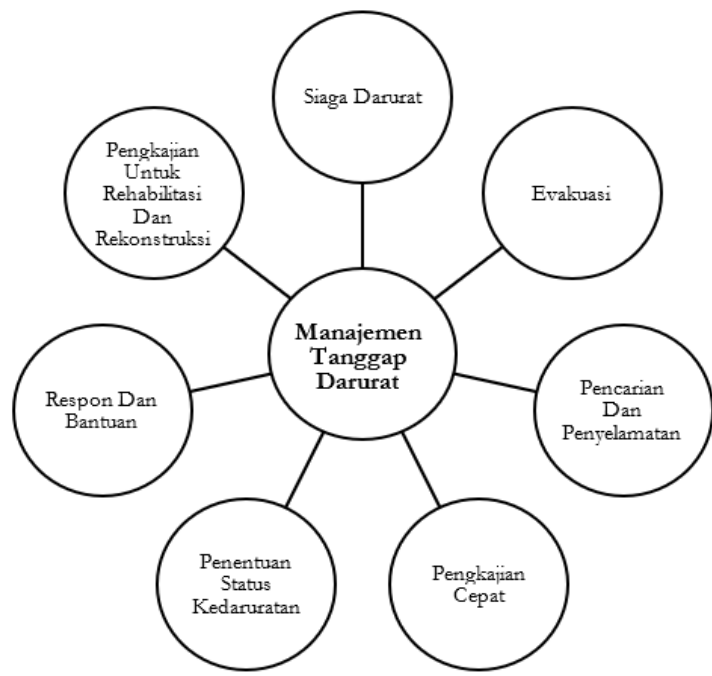 Siaga Darurat
Pengkajian
Untuk
Rehabilitasi
Dan
Rekonstruksi
Evakuasi
Manajemen
Tanggap
Darurat
Respon Dan
Bantuan
Pencarian
Dan
Penyelamatan
Penentuan
Status
Kedaruratan
Pengkajian
Cepat